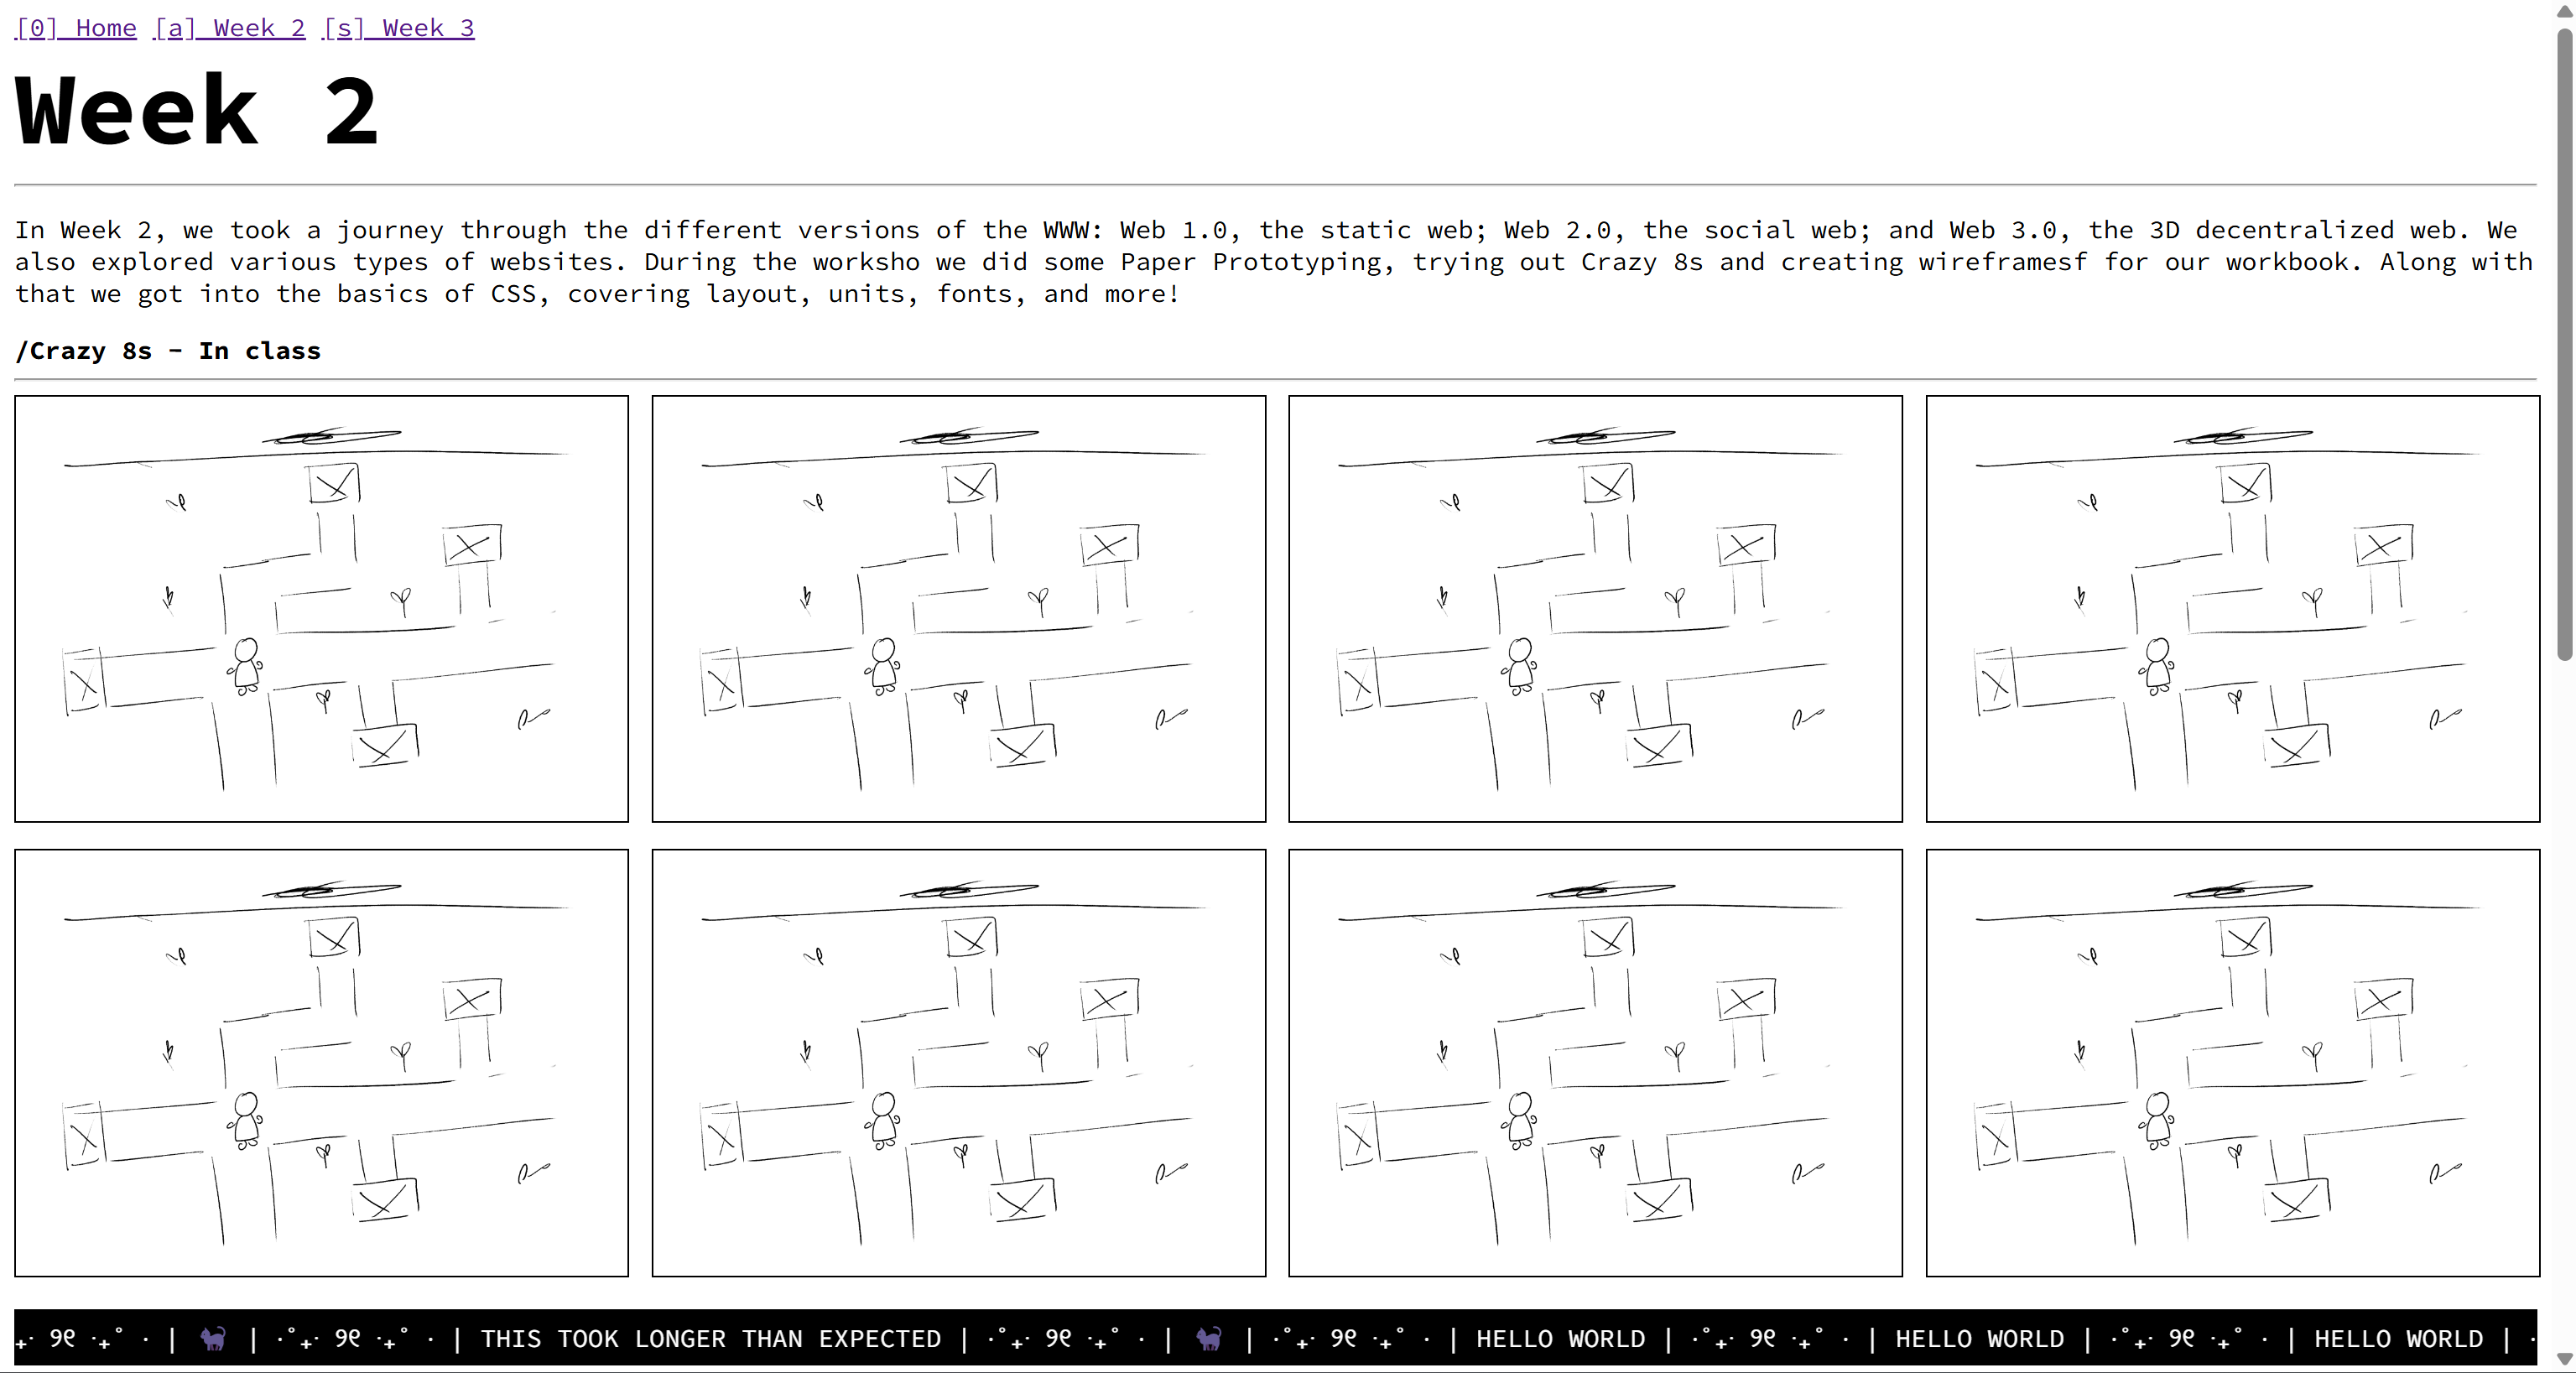 [0] Home [a] Week 2 [s] Week 3
Week 2
In Week 2, we took a journey through the different versions of the WWW: Web 1.0, the static web; Web 2.0, the social web; and Web 3.0, the 3D decentralized web. We
also explored various types of websites. During the worksho we did some Paper Prototyping, trying out Crazy 8s and creating wireframesf for our workbook. Along with
that we got into the basics of CSS, covering layout, units, fonts, and more!
/Crazy 8s - In class
₊· ୨୧ ·₊˚ · | 🐈‍⬛ | ·˚₊· ୨୧ ·₊˚ · | THIS TOOK LONGER THAN EXPECTED | ·˚₊· ୨୧ ·₊˚ · | 🐈‍⬛ | ·˚₊· ୨୧ ·₊˚ · | HELLO WORLD | ·˚₊· ୨୧ ·₊˚ · | HELLO WORLD | ·˚₊· ୨୧ ·₊˚ · | HELLO WORLD | ·